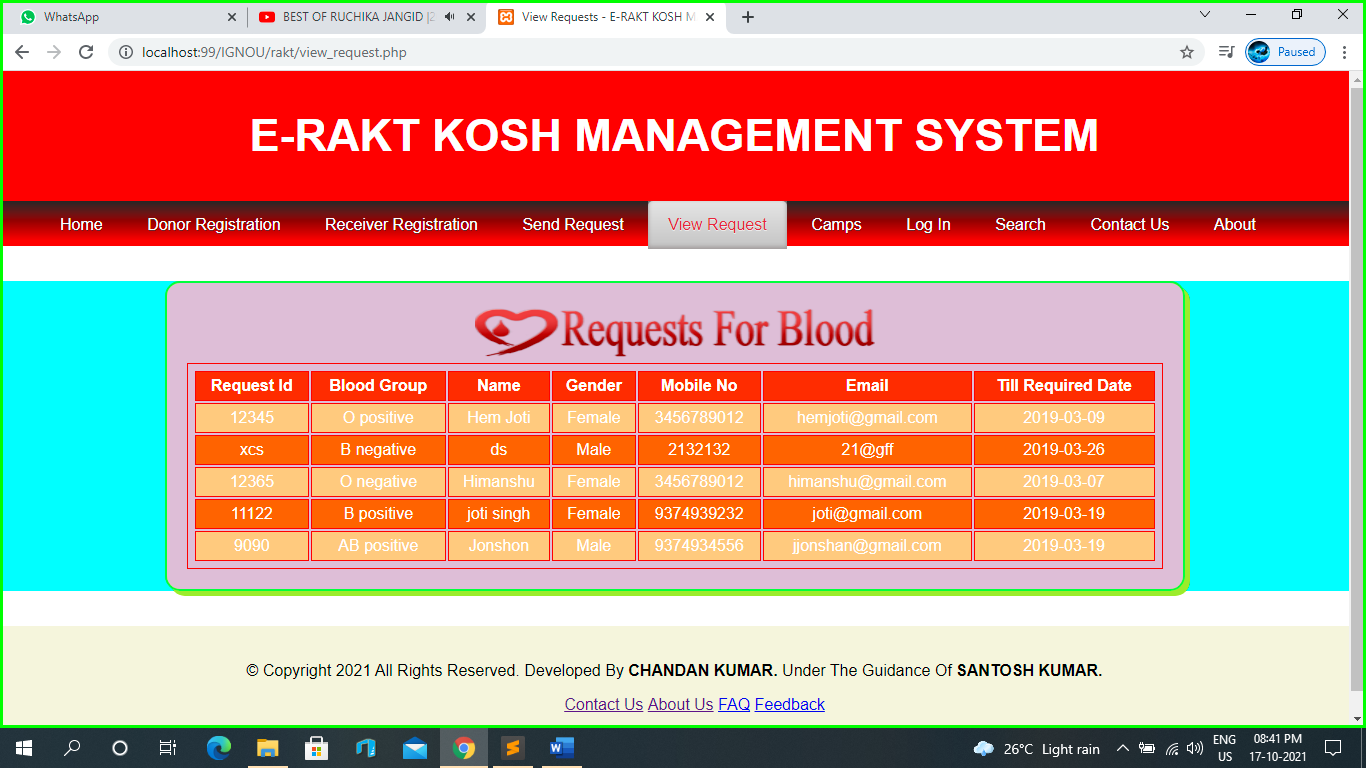 WhatsApp
BEST OF RUCHIKA JANGID |2
View Requests - E-RAKT KOSH M
localhost:99/IGNOU/rakt/view_request.php
Paused
E-RAKT KOSH MANAGEMENT SYSTEM
Home Donor Registration Receiver Registration Send Request View Request Camps Log In Search Contact Us About
Requests For Blood
Request Id Blood Group Name Gender Mobile No Email Till Required Date
12345 O positive Hem Joti Female 3456789012 hemjoti@gmail.com 2019-03-09
xcs B negative ds Male 2132132 21@gff 2019-03-26
12365 O negative Himanshu Female 3456789012 himanshu@gmail.com 2019-03-07
11122 B positive joti singh Female 9374939232 joti@gmail.com 2019-03-19
9090 AB positive Jonshon Male 9374934556 jjonshan@gmail.com 2019-03-19
© Copyright 2021 All Rights Reserved. Developed By CHANDAN KUMAR. Under The Guidance Of SANTOSH KUMAR.
Contact Us About Us FAQ Feedback
26°C Light rain
ENG
US
08:41 PM
17-10-2021